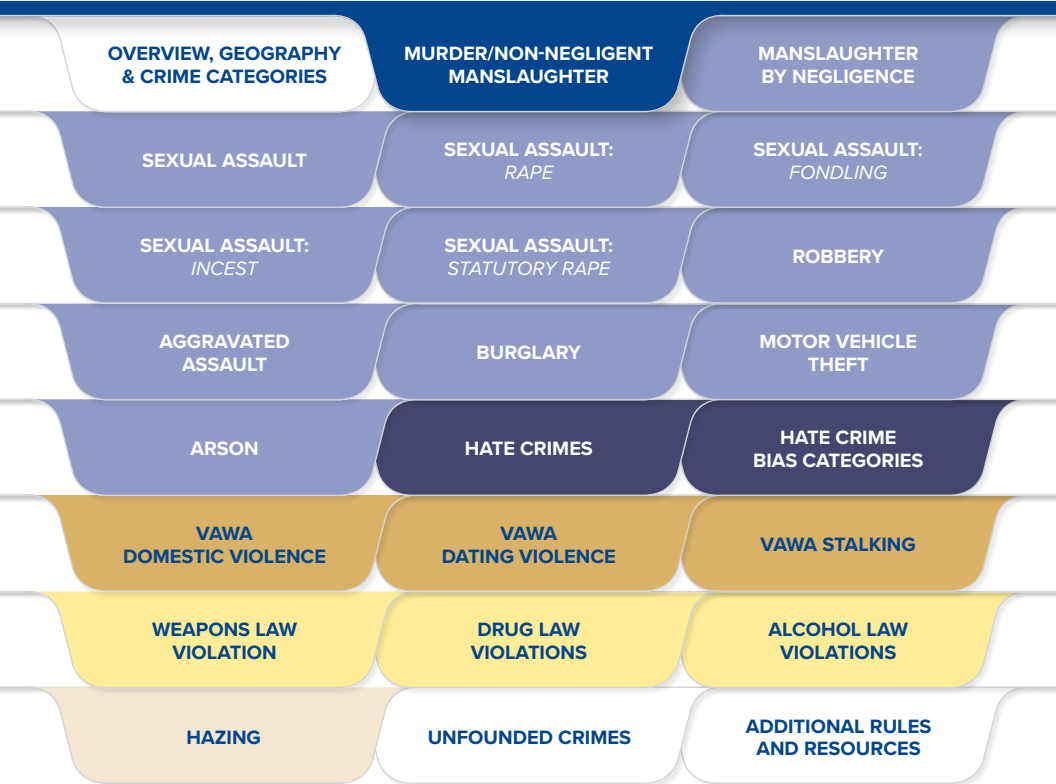 OVERVIEW, GEOGRAPHY
& CRIME CATEGORIES
MURDER/NON-NEGLIGENT
MANSLAUGHTER
MANSLAUGHTER
BY NEGLIGENCE
SEXUAL ASSAULT
SEXUAL ASSAULT:
RAPE
SEXUAL ASSAULT:
FONDLING
SEXUAL ASSAULT:
INCEST
SEXUAL ASSAULT:
STATUTORY RAPE
ROBBERY
AGGRAVATED
ASSAULT
BURGLARY
MOTOR VEHICLE
THEFT
ARSON
HATE CRIMES
HATE CRIME
BIAS CATEGORIES
VAWA
DOMESTIC VIOLENCE
VAWA
DATING VIOLENCE
VAWA STALKING
WEAPONS LAW
VIOLATION
DRUG LAW
VIOLATIONS
ALCOHOL LAW
VIOLATIONS
HAZING
UNFOUNDED CRIMES
ADDITIONAL RULES
AND RESOURCES